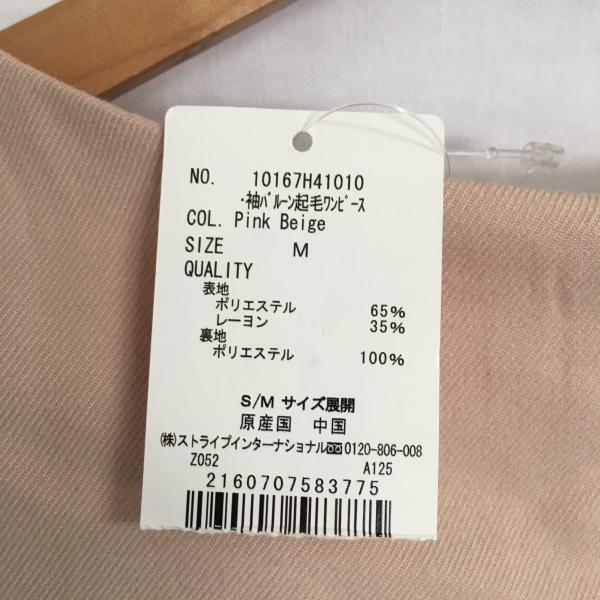 NO. 10167H41010
・袖ﾊﾞﾙｰﾝ起毛ﾜﾝﾋﾟｰｽ
COL. Pink Beige
SIZE M
QUALITY
表地
ポリエステル 65%
レーヨン 35%
裏地
ポリエステル 100%
S/M サイズ展開
原産国 中国
(株)ストライプインターナショナル 0120-806-008
Z052 A125
2160707583775